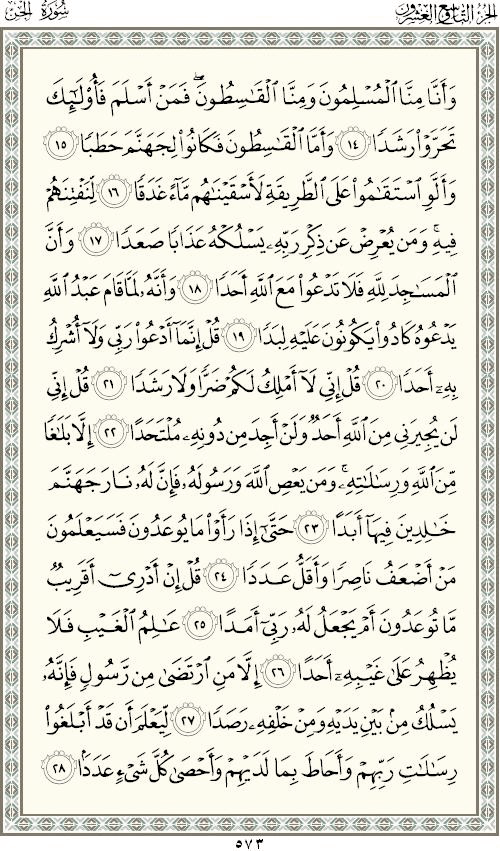 الجزء التاسع والعشرون
سورة الجن
وَأَنَّا مِنَّا ٱلْمُسْلِمُونَ وَمِنَّا ٱلْقَٰسِطُونَ ۖ فَمَنْ أَسْلَمَ فَأُو۟لَٰٓئِكَ
تَحَرَّوْا۟ رَشَدًا ١٤ وَأَمَّا ٱلْقَٰسِطُونَ فَكَانُوا۟ لِجَهَنَّمَ حَطَبًا ١٥
وَأَلَّوِ ٱسْتَقَٰمُوا۟ عَلَى ٱلطَّرِيقَةِ لَأَسْقَيْنَٰهُم مَّآءً غَدَقًا ١٦ لِّنَفْتِنَهُمْ
فِيهِ ۚ وَمَن يُعْرِضْ عَن ذِكْرِ رَبِّهِۦ يَسْلُكْهُ عَذَابًا صَعَدًا ١٧ وَأَنَّ
ٱلْمَسَٰجِدَ لِلَّهِ فَلَا تَدْعُوا۟ مَعَ ٱللَّهِ أَحَدًا ١٨ وَأَنَّهُۥ لَمَّا قَامَ عَبْدُ ٱللَّهِ
يَدْعُوهُ كَادُوا۟ يَكُونُونَ عَلَيْهِ لِبَدًا ١٩ قُلْ إِنَّمَآ أَدْعُوا۟ رَبِّى وَلَآ أُشْرِكُ
بِهِۦٓ أَحَدًا ٢٠ قُلْ إِنِّى لَآ أَمْلِكُ لَكُمْ ضَرًّا وَلَا رَشَدًا ٢١ قُلْ إِنِّى
لَن يُجِيرَنِى مِنَ ٱللَّهِ أَحَدٌ وَلَنْ أَجِدَ مِن دُونِهِۦ مُلْتَحَدًا ٢٢ إِلَّا بَلَٰغًا
مِّنَ ٱللَّهِ وَرِسَٰلَٰتِهِۦ ۚ وَمَن يَعْصِ ٱللَّهَ وَرَسُولَهُۥ فَإِنَّ لَهُۥ نَارَ جَهَنَّمَ
خَٰلِدِينَ فِيهَآ أَبَدًا ٢٣ حَتَّىٰٓ إِذَا رَأَوْا۟ مَا يُوعَدُونَ فَسَيَعْلَمُونَ
مَنْ أَضْعَفُ نَاصِرًا وَأَقَلُّ عَدَدًا ٢٤ قُلْ إِنْ أَدْرِىٓ أَقَرِيبٌ
مَّا تُوعَدُونَ أَمْ يَجْعَلُ لَهُۥ رَبِّىٓ أَمَدًا ٢٥ عَٰلِمُ ٱلْغَيْبِ فَلَا
يُظْهِرُ عَلَىٰ غَيْبِهِۦٓ أَحَدًا ٢٦ إِلَّا مَنِ ٱرْتَضَىٰ مِن رَّسُولٍ فَإِنَّهُۥ
يَسْلُكُ مِنۢ بَيْنِ يَدَيْهِ وَمِنْ خَلْفِهِۦ رَصَدًا ٢٧ لِّيَعْلَمَ أَن قَدْ أَبْلَغُوا۟
رِسَٰلَٰتِ رَبِّهِمْ وَأَحَاطَ بِمَا لَدَيْهِمْ وَأَحْصَىٰ كُلَّ شَىْءٍ عَدَدًۢا ٢٨
٥٧٣